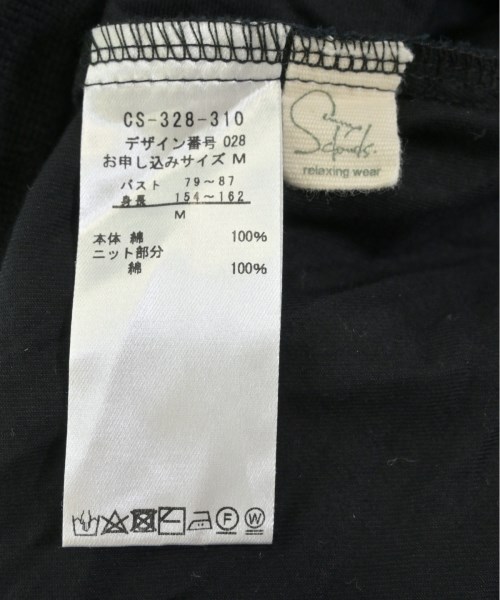 CS-328-310
デザイン番号 028
お申し込みサイズ M
バスト 79~87
身長 154~162
M
本体 綿 100%
ニット部分
綿 100%
F W
Sunny
clouds.
relaxing wear